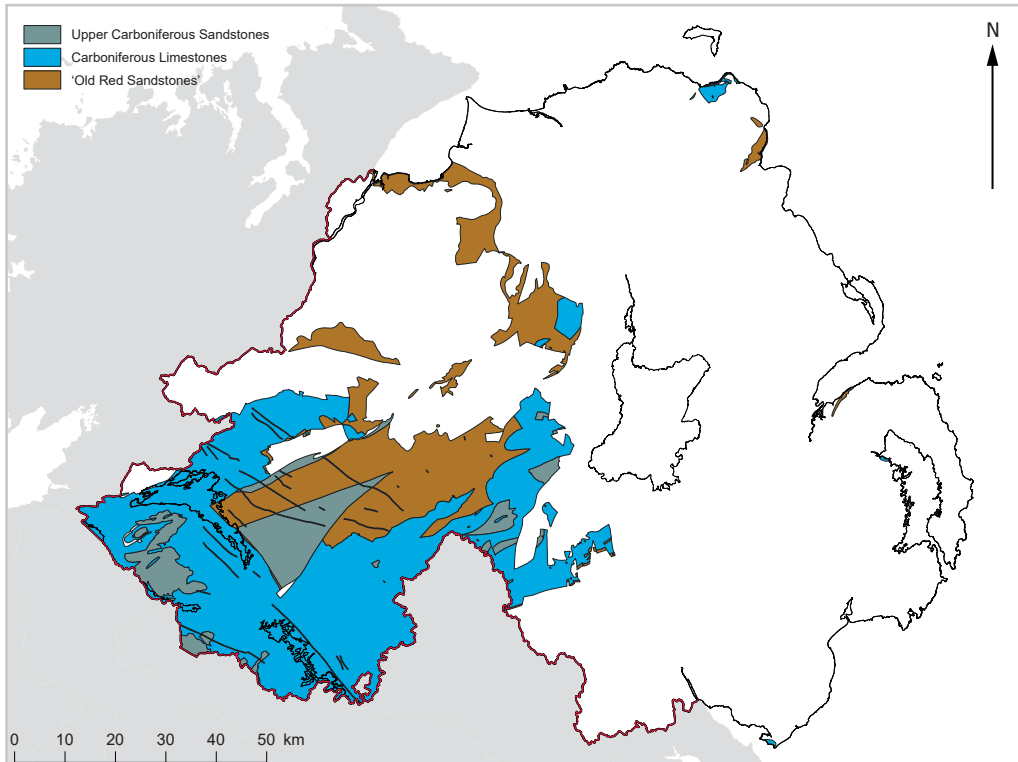 Upper Carboniferous Sandstones
Carboniferous Limestones
‘Old Red Sandstones’
N
0 10 20 30 40 50 km